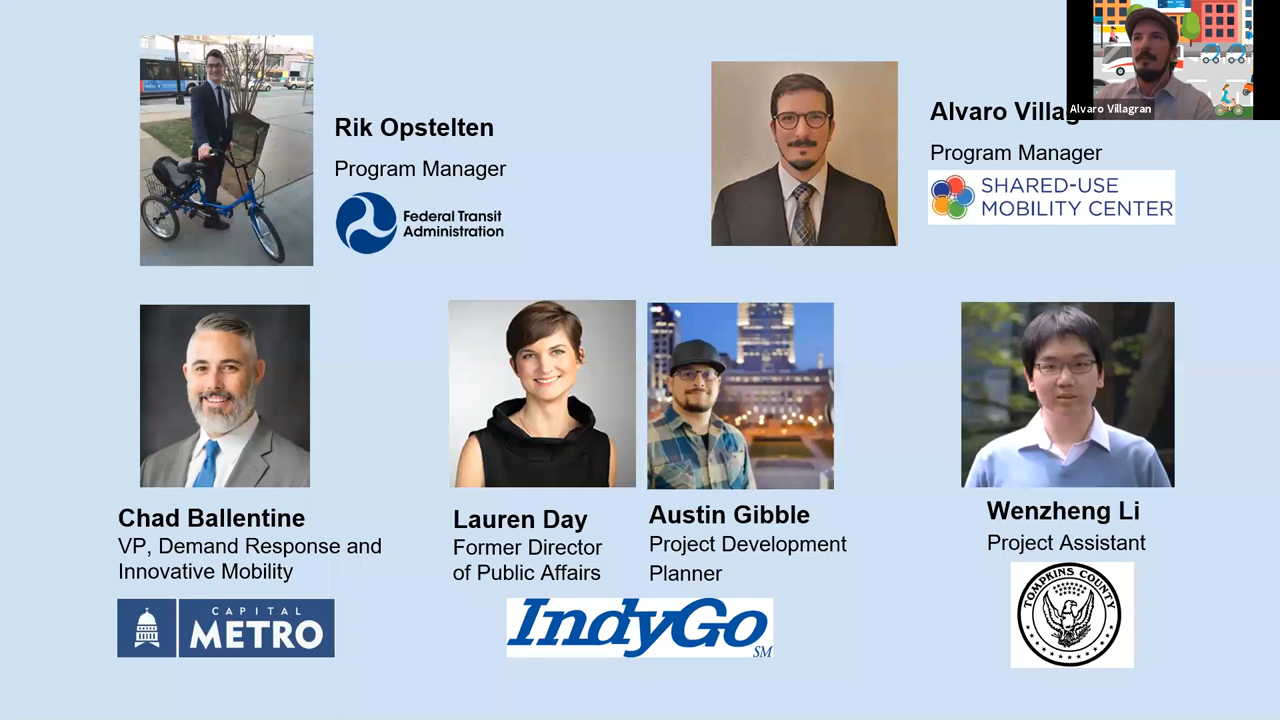 Rik Opstelten
Program Manager
Federal Transit
Administration
Alvaro Villag
Alvaro Villagran
Program Manager
SHARED-USE
MOBILITY CENTER
Chad Ballentine
VP, Demand Response and
Innovative Mobility
CAPITAL
METRO
Lauren Day
Former Director
of Public Affairs
Austin Gibble
Project Development
Planner
IndyGo
SM
Wenzheng Li
Project Assistant
TOMPKINS COUNTY